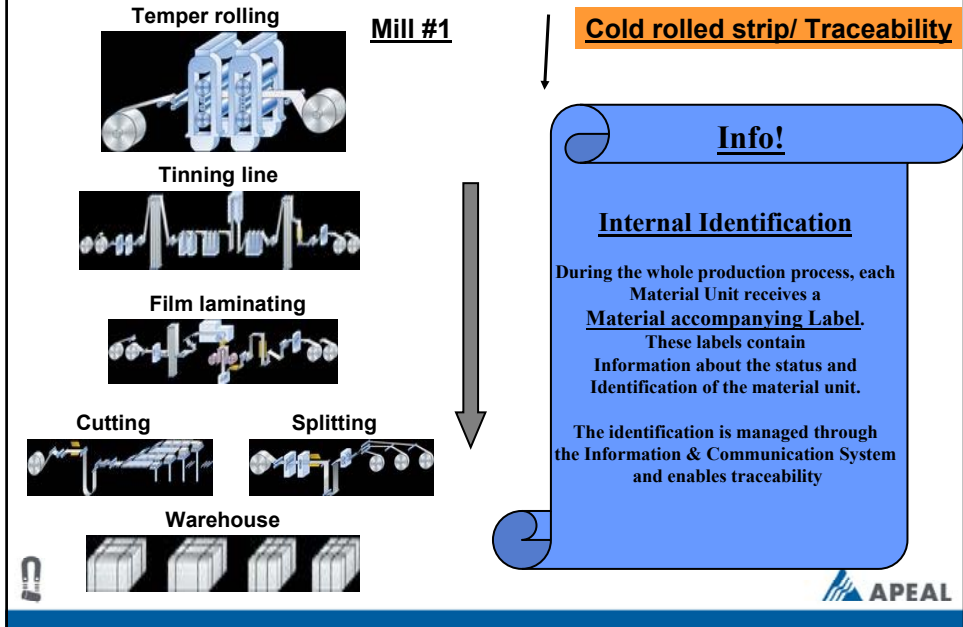 Temper rolling
Mill #1
Cold rolled strip/ Traceability
Tinning line
Film laminating
Cutting
Splitting
Warehouse
Info!
Internal Identification
During the whole production process, each
Material Unit receives a
Material accompanying Label.
These labels contain
Information about the status and
Identification of the material unit.
The identification is managed through
the Information & Communication System
and enables traceability
APEAL